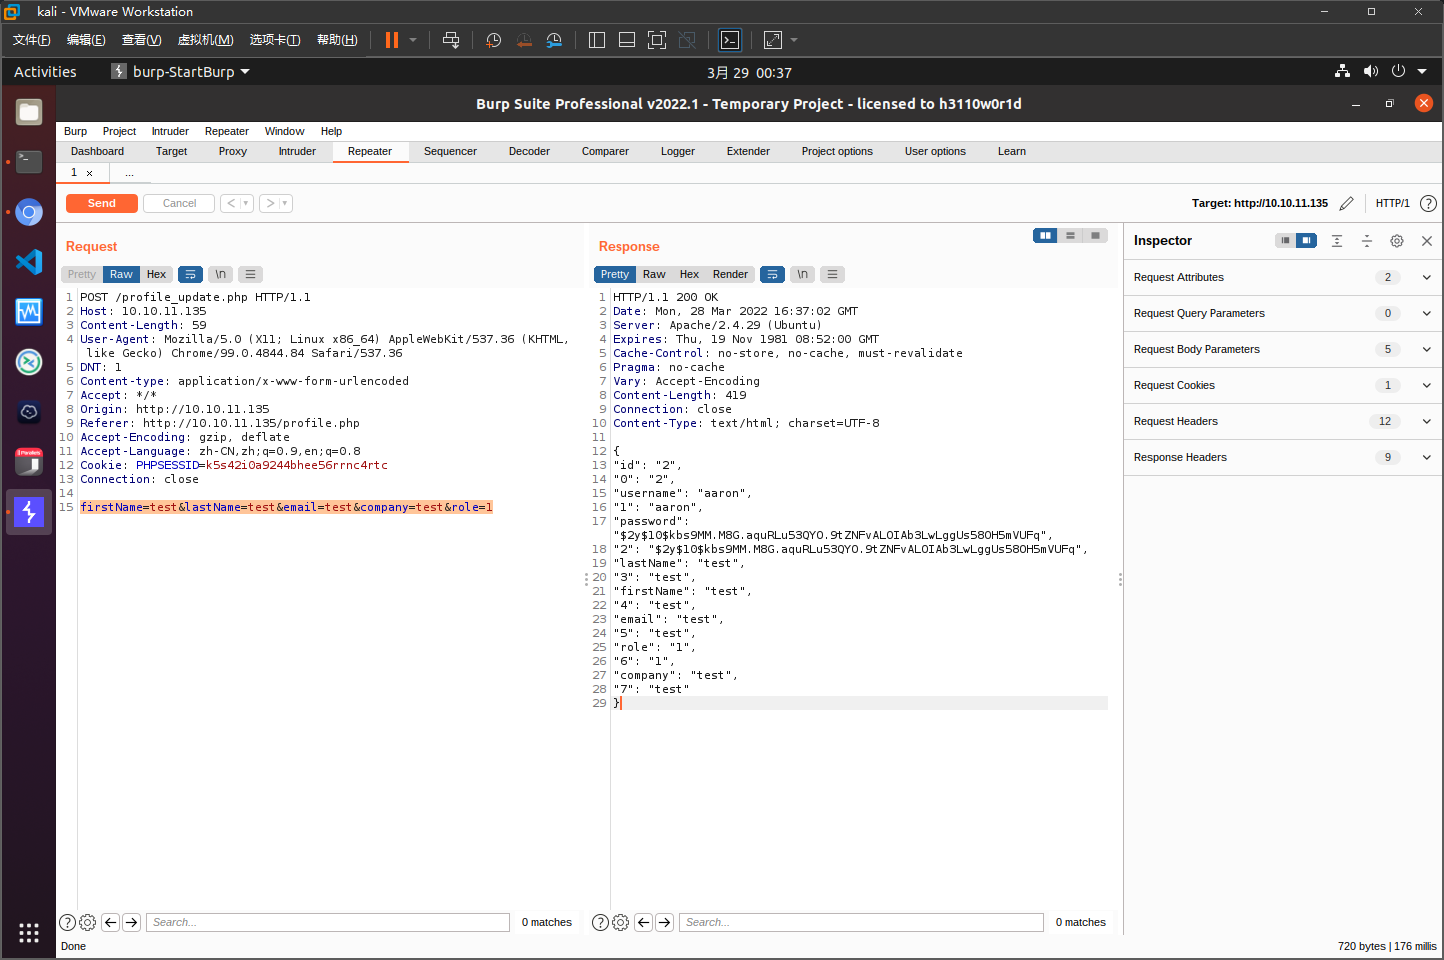 kali - VMware Workstation
文件(F) 编辑(E) 查看(V) 虚拟机(M) 选项卡(T) 帮助(H)
Activities burp-StartBurp 3月 29 00:37
Burp Suite Professional v2022.1 - Temporary Project - licensed to h3110w0r1d
Burp Project Intruder Repeater Window Help
Dashboard Target Proxy Intruder Repeater Sequencer Decoder Comparer Logger Extender Project options User options Learn
1 × ...
Send Cancel < > Target: http://10.10.11.135 HTTP/1 ?
Request
Pretty Raw Hex \n
1 POST /profile_update.php HTTP/1.1
2 Host: 10.10.11.135
3 Content-Length: 59
4 User-Agent: Mozilla/5.0 (X11; Linux x86_64) AppleWebKit/537.36 (KHTML,
like Gecko) Chrome/99.0.4844.84 Safari/537.36
5 DNT: 1
6 Content-type: application/x-www-form-urlencoded
7 Accept: */*
8 Origin: http://10.10.11.135
9 Referer: http://10.10.11.135/profile.php
10 Accept-Encoding: gzip, deflate
11 Accept-Language: zh-CN,zh;q=0.9,en;q=0.8
12 Cookie: PHPSESSID=k5s42i0a9244bhee56rrnc4rtc
13 Connection: close
14
15 firstName=test&lastName=test&email=test&company=test&role=1
? Search... 0 matches
Response
Pretty Raw Hex Render \n
1 HTTP/1.1 200 OK
2 Date: Mon, 28 Mar 2022 16:37:02 GMT
3 Server: Apache/2.4.29 (Ubuntu)
4 Expires: Thu, 19 Nov 1981 08:52:00 GMT
5 Cache-Control: no-store, no-cache, must-revalidate
6 Pragma: no-cache
7 Vary: Accept-Encoding
8 Content-Length: 419
9 Connection: close
10 Content-Type: text/html; charset=UTF-8
11
12 {
13 "id": "2",
14 "0": "2",
15 "username": "aaron",
16 "1": "aaron",
17 "password":
"$2y$10$kbs9MM.M8G.aquRLu53QYO.9tZNFvALOIAb3LwLggUs58OH5mVUFq",
18 "2": "$2y$10$kbs9MM.M8G.aquRLu53QYO.9tZNFvALOIAb3LwLggUs58OH5mVUFq",
19 "lastName": "test",
20 "3": "test",
21 "firstName": "test",
22 "4": "test",
23 "email": "test",
24 "5": "test",
25 "role": "1",
26 "6": "1",
27 "company": "test",
28 "7": "test"
29 }
? Search... 0 matches
Inspector
Request Attributes 2
Request Query Parameters 0
Request Body Parameters 5
Request Cookies 1
Request Headers 12
Response Headers 9
Done 720 bytes | 176 millis